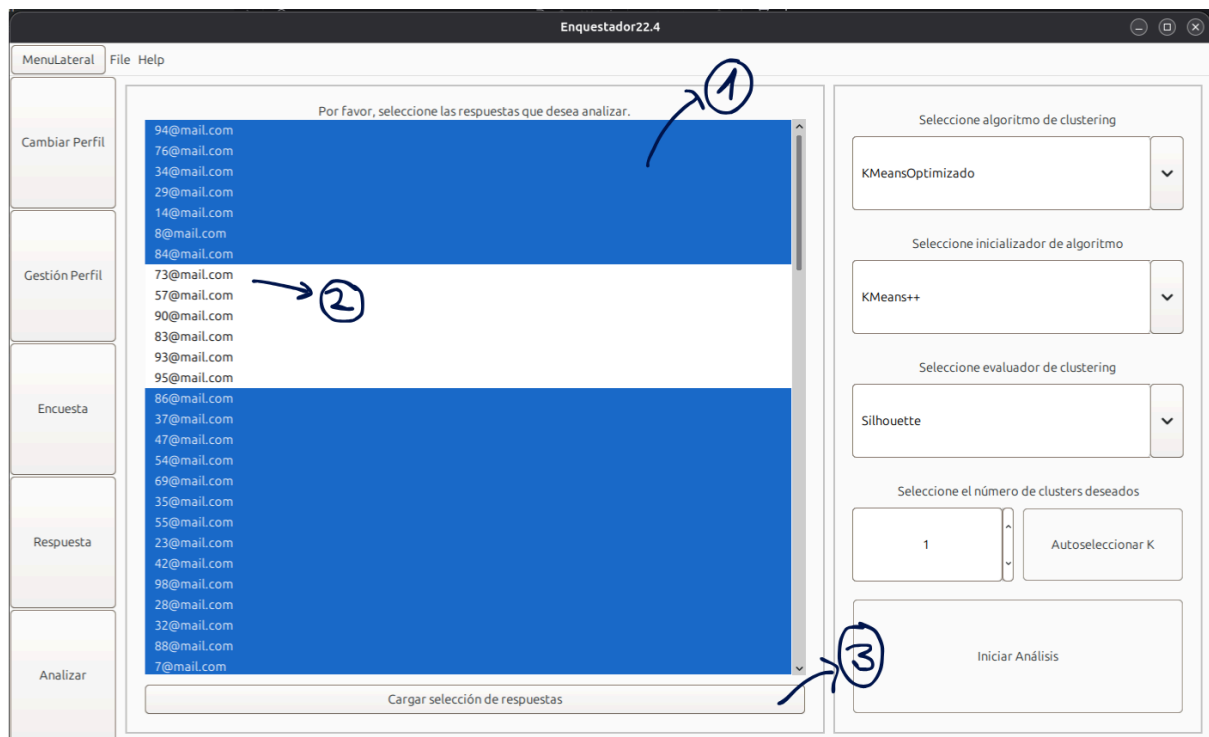 Enquestador22.4
MenuLateral File Help
Cambiar Perfil
Gestión Perfil
Encuesta
Respuesta
Analizar
Por favor, seleccione las respuestas que desea analizar.
1
94@mail.com
76@mail.com
34@mail.com
29@mail.com
14@mail.com
8@mail.com
84@mail.com
73@mail.com
2
57@mail.com
90@mail.com
83@mail.com
93@mail.com
95@mail.com
86@mail.com
37@mail.com
47@mail.com
54@mail.com
69@mail.com
35@mail.com
55@mail.com
23@mail.com
42@mail.com
98@mail.com
28@mail.com
32@mail.com
88@mail.com
7@mail.com
Cargar selección de respuestas
3
Seleccione algoritmo de clustering
KMeansOptimizado
Seleccione inicializador de algoritmo
KMeans++
Seleccione evaluador de clustering
Silhouette
Seleccione el número de clusters deseados
1
Autoseleccionar K
Iniciar Análisis